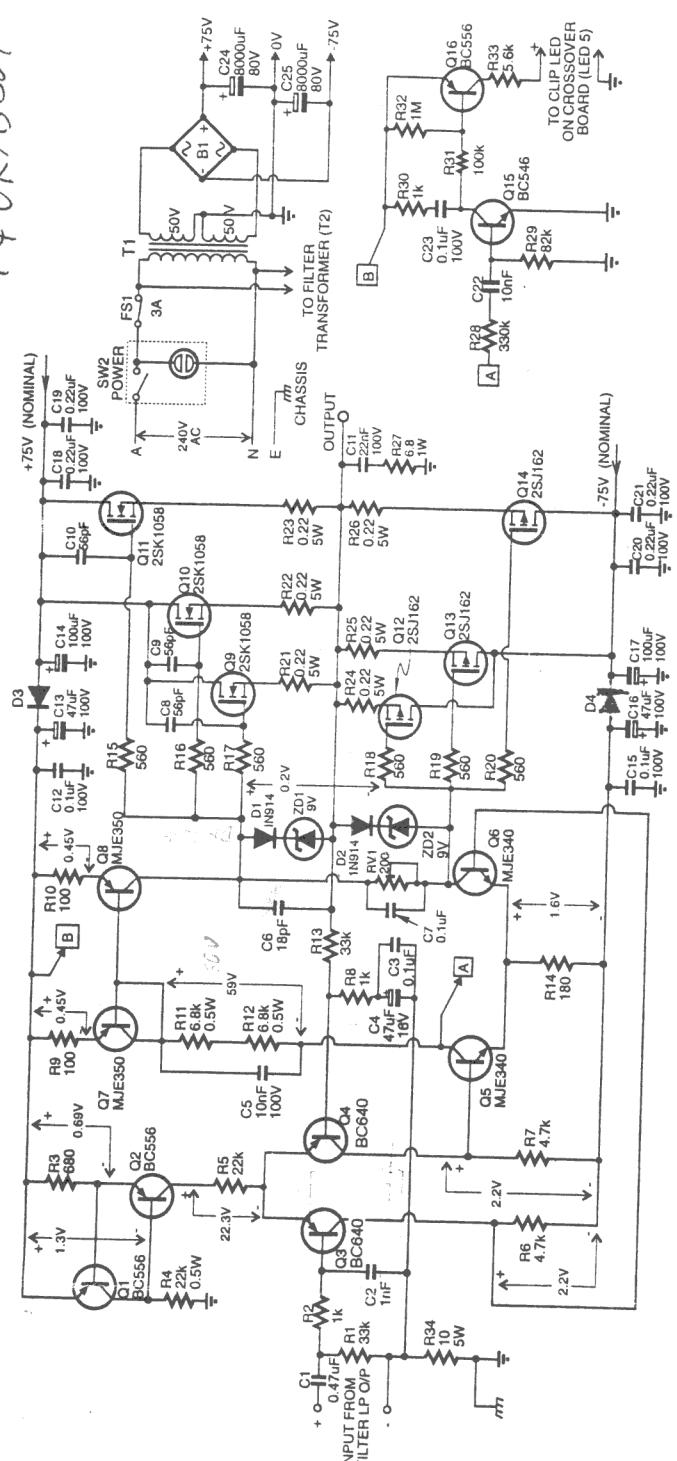 Q1
BC556
R4
22k
0.5W
+
1.3V
-
R3
680
+
0.69V
-
Q2
BC556
+
22.3V
-
R5
22k
C1
0.47uF
+
INPUT FROM
FILTER LP O/P
-
R1
33k
R2
1k
C2
1nF
R34
10
5W
Q3
BC640
Q4
BC640
R6
4.7k
+
2.2V
-
R7
4.7k
+
2.2V
-
R9
100
+
0.45V
-
Q7
MJE350
B
R10
100
+
0.45V
-
Q8
MJE350
R11
6.8k
0.5W
R12
6.8k
0.5W
+
59V
-
C5
10nF
100V
A
Q5
MJE340
R14
180
+
1.6V
-
Q6
MJE340
C6
18pF
R13
33k
R8
1k
C4
47uF
16V
C3
0.1uF
C7
0.1uF
RV1
200
D1
IN914
ZD1
9V
D2
1N914
ZD2
9V
+
0.2V
-
C12
0.1uF
100V
C13
47uF
100V
+
D3
C14
100uF
100V
+
R15
560
R16
560
R17
560
R18
560
R19
560
R20
560
C8
56pF
C9
56pF
C10
56pF
Q9
2SK1058
Q10
2SK1058
Q11
2SK1058
R21
0.22
5W
R22
0.22
5W
R23
0.22
5W
R24
0.22
5W
R25
0.22
5W
R26
0.22
5W
Q12
2SJ162
Q13
2SJ162
Q14
2SJ162
C15
0.1uF
100V
C16
47uF
100V
+
D4
C17
100uF
100V
+
C18
0.22uF
100V
C19
0.22uF
100V
+75V (NOMINAL)
OUTPUT
C11
22nF
100V
R27
6.8
1W
C20
0.22uF
100V
C21
0.22uF
100V
-75V (NOMINAL)
A
240V
AC
N
E
CHASSIS
SW2
POWER
FS1
3A
T1
50V
50V
TO FILTER
TRANSFORMER (T2)
B1
+
-
+75V
C24
8000uF
80V
+
0V
C25
8000uF
80V
+
-75V
A
R28
330k
C22
10nF
R29
82k
Q15
BC546
B
R30
1k
C23
0.1uF
100V
R31
100k
R32
1M
Q16
BC556
R33
5.6k
+
-
TO CLIP LED
ON CROSSOVER
BOARD (LED 5)